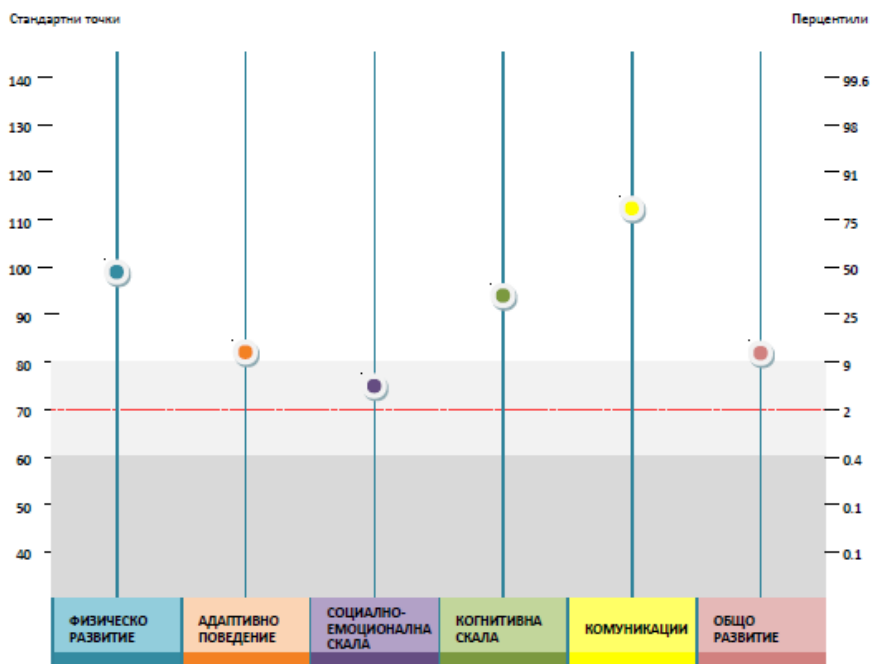 Стандартни точки Перцентили
140 99.6
130 98
120 91
110 75
100 50
90 25
80 9
70 2
60 0.4
50 0.1
40 0.1
ФИЗИЧЕСКО
РАЗВИТИЕ
АДАПТИВНО
ПОВЕДЕНИЕ
СОЦИАЛНО-
ЕМОЦИОНАЛНА
СКАЛА
КОГНИТИВНА
СКАЛА
КОМУНИКАЦИИ
ОБЩО
РАЗВИТИЕ